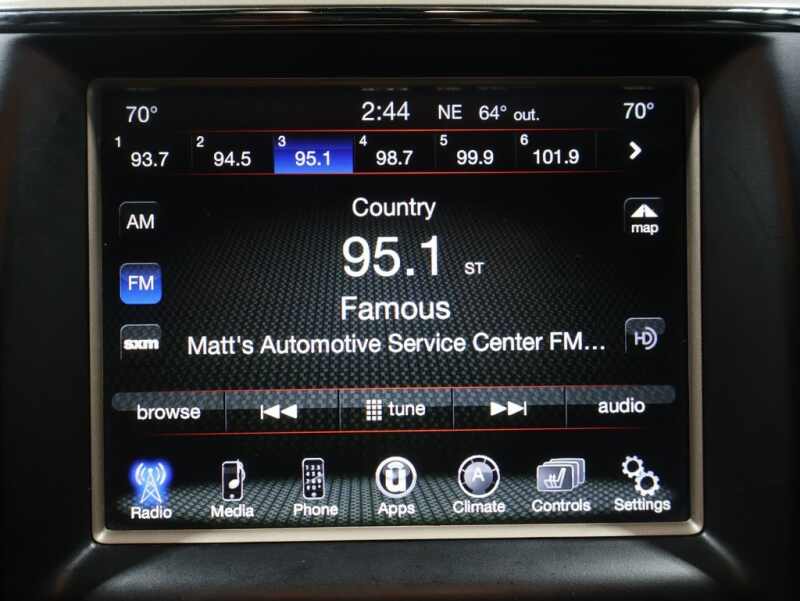 70° 2:44 NE 64° out. 70°
1 93.7 2 94.5 3 95.1 4 98.7 5 99.9 6 101.9
Country
AM
map
95.1 ST
FM
Famous
sxm
Matt's Automotive Service Center FM...
HD
browse tune audio
A
Radio Media Phone Apps Climate Controls Settings